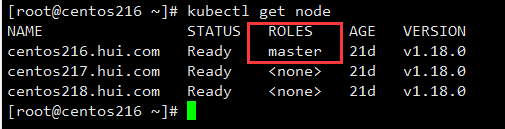 [root@centos216 ~]# kubectl get node
NAME STATUS ROLES AGE VERSION
centos216.hui.com Ready master 21d v1.18.0
centos217.hui.com Ready <none> 21d v1.18.0
centos218.hui.com Ready <none> 21d v1.18.0
[root@centos216 ~]#